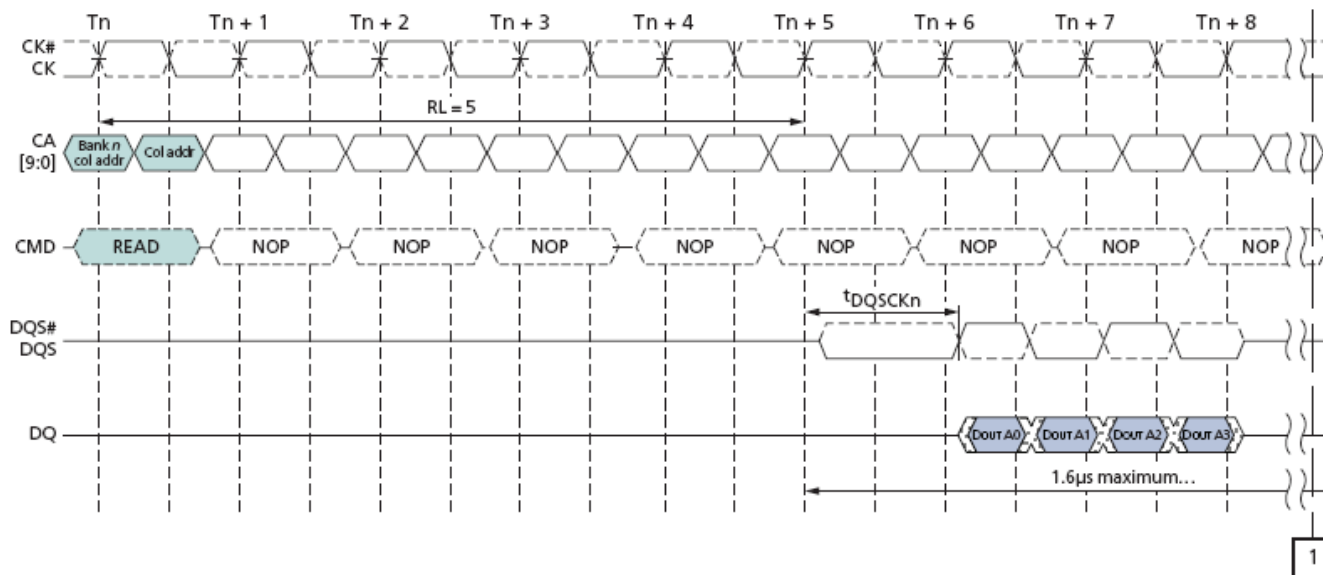 Tn Tn + 1 Tn + 2 Tn + 3 Tn + 4 Tn + 5 Tn + 6 Tn + 7 Tn + 8
CK#
CK
RL = 5
CA
[9:0]
Bank n
col addr
Col addr
CMD READ NOP NOP NOP NOP NOP NOP NOP NOP
tDQSCKn
DQS#
DQS
DQ DOUT A0 DOUT A1 DOUT A2 DOUT A3
1.6µs maximum…
1